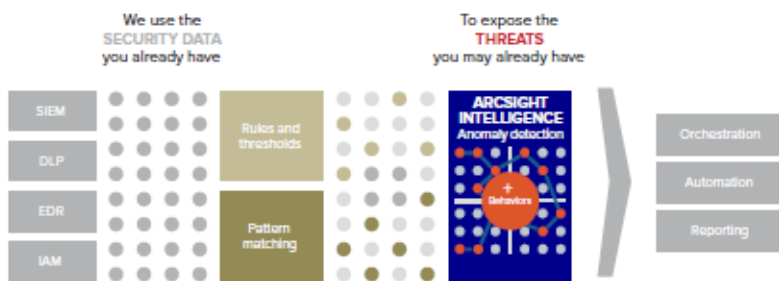 We use the
SECURITY DATA
you already have
To expose the
THREATS
you may already have
SIEM
DLP
EDR
IAM
Rules and
thresholds
Pattern
matching
ARCSIGHT
INTELLIGENCE
Anomaly detection
+
Behaviors
Orchestration
Automation
Reporting